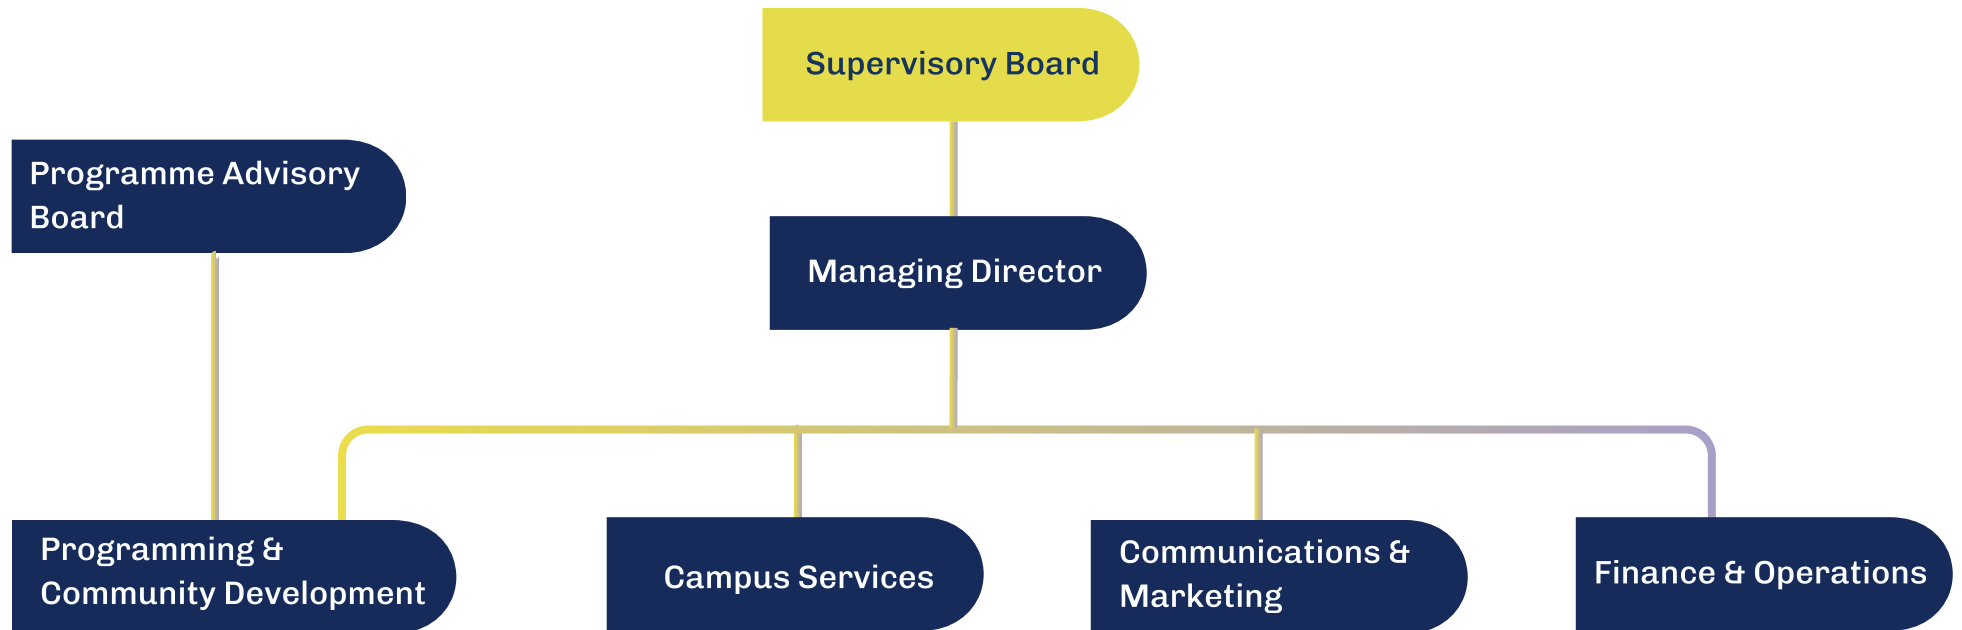 Supervisory Board
Programme Advisory
Board
Managing Director
Programming &
Community Development
Campus Services
Communications &
Marketing
Finance & Operations